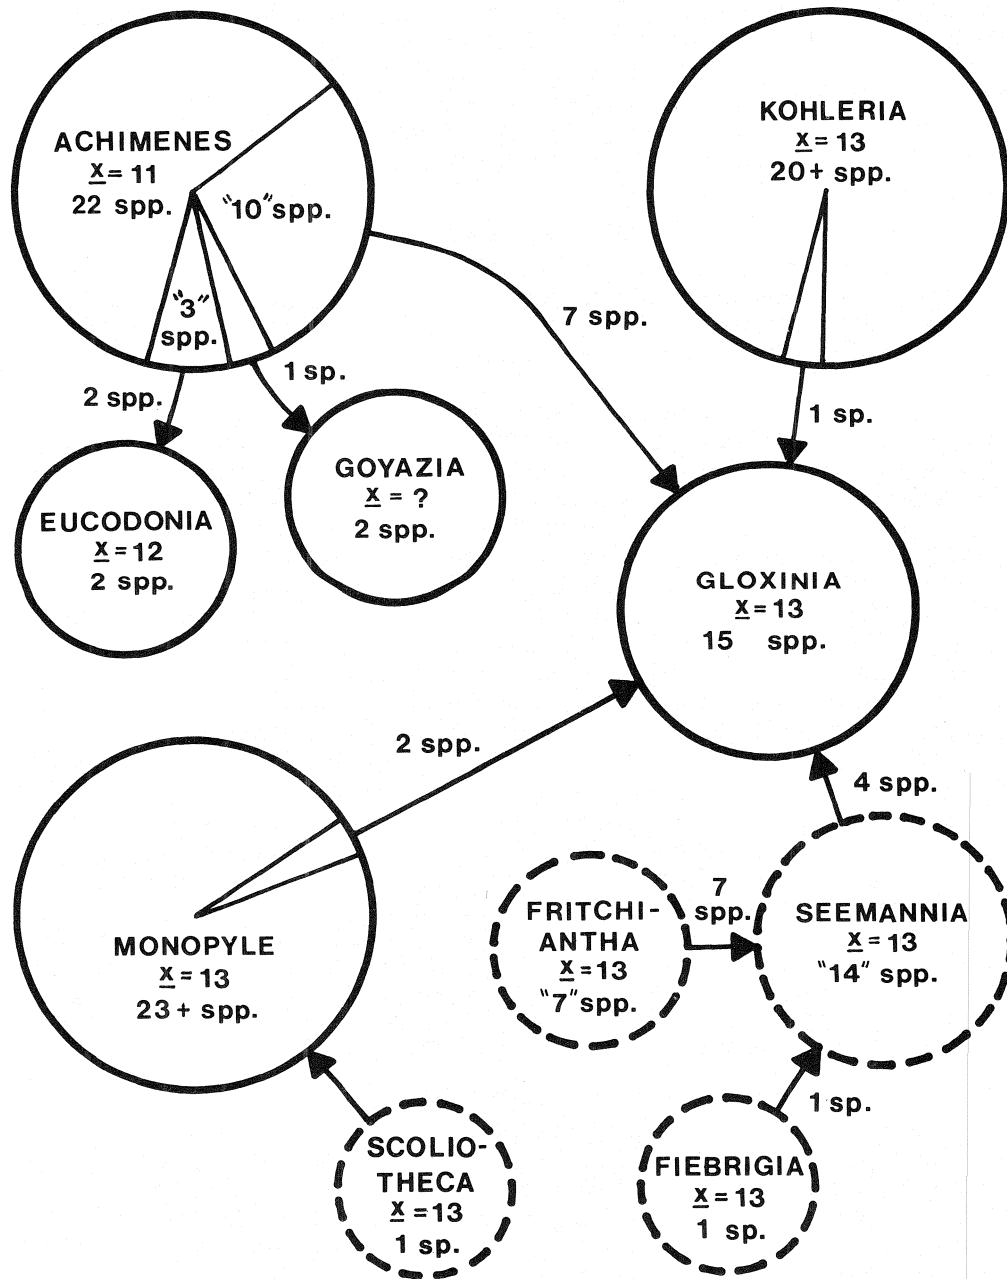 ACHIMENES
x = 11
22 spp.
"10" spp.
"3"
spp.
KOHLERIA
x = 13
20+ spp.
7 spp.
1 sp.
2 spp.
1 sp.
EUCODONIA
x = 12
2 spp.
GOYAZIA
x = ?
2 spp.
GLOXINIA
x = 13
15 spp.
2 spp.
4 spp.
MONOPYLE
x = 13
23 + spp.
FRITCHI-
ANTHA
x = 13
"7" spp.
7
spp.
SEEMANNIA
x = 13
"14" spp.
1 sp.
SCOLIO-
THECA
x = 13
1 sp.
FIEBRIGIA
x = 13
1 sp.